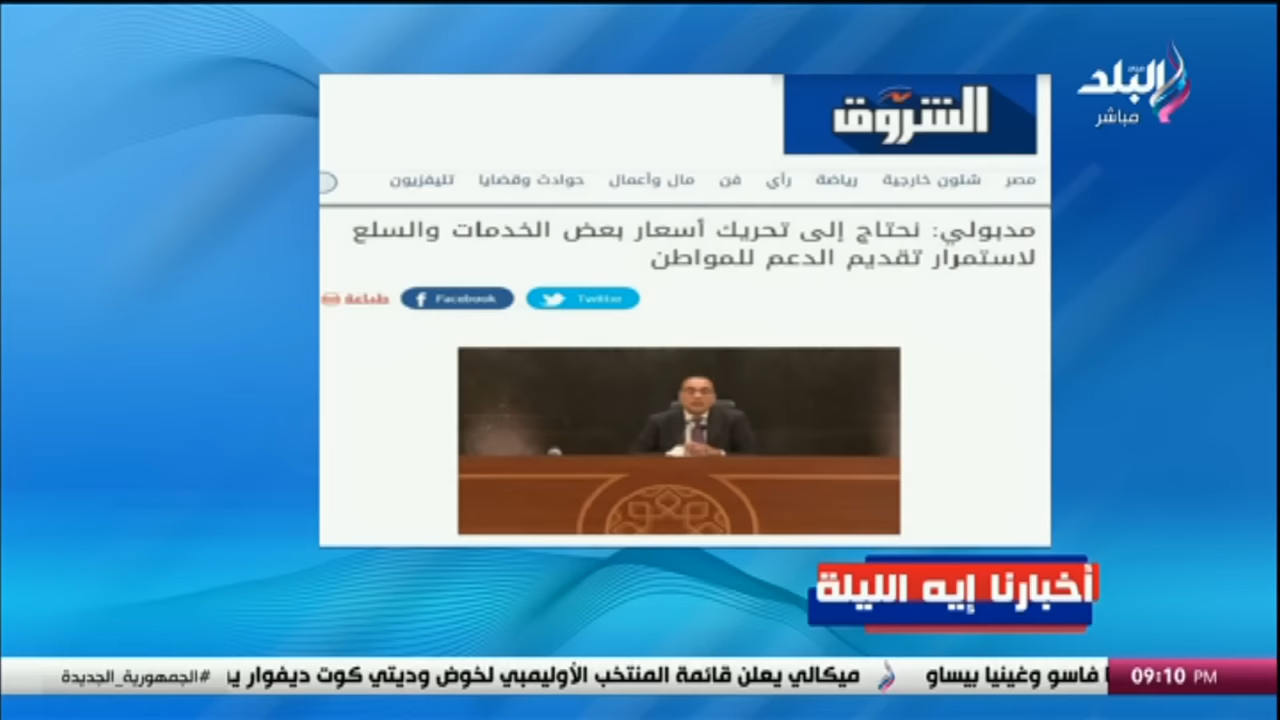 البلد
مباشر
الشروق
مصر شئون خارجية رياضة رأي فن مال وأعمال حوادث وقضايا تليفزيون
مدبولي: نحتاج إلى تحريك أسعار بعض الخدمات والسلع
لاستمرار تقديم الدعم للمواطن
Twitter Facebook طباعة
أخبارنا إيه الليلة
09:10 PM
ا فاسو وغينيا بيساو ميكالي يعلن قائمة المنتخب الأوليمبي لخوض وديتي كوت ديفوار #الجمهورية_الجديدة